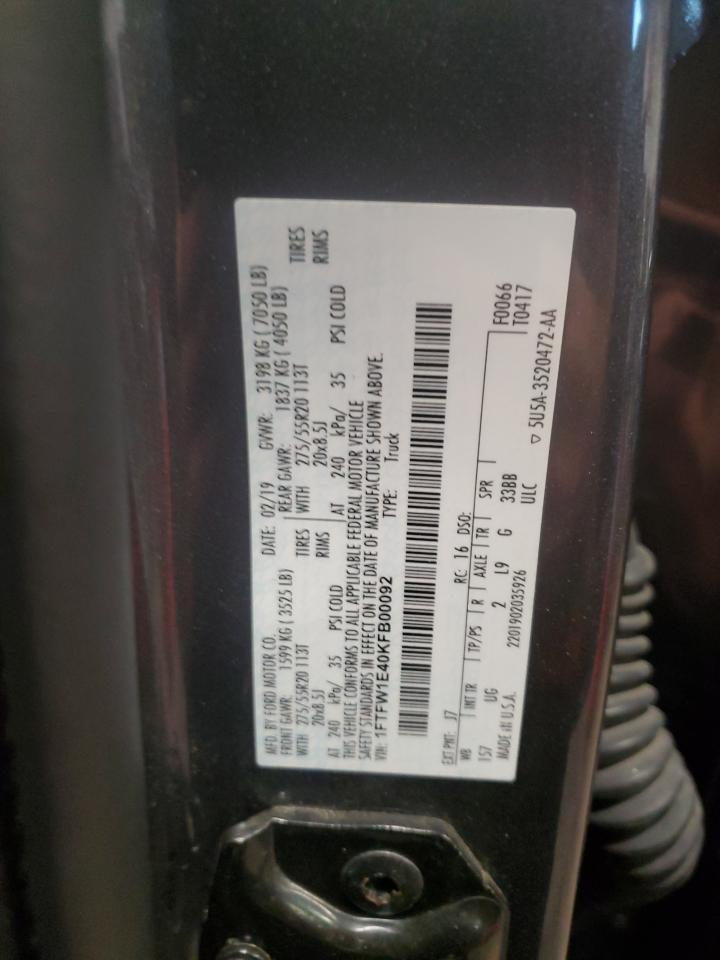 MFD. BY FORD MOTOR CO. DATE: 02/19 GVWR: 3198 KG ( 7050 LB)
FRONT GAWR: 1599 KG ( 3525 LB) REAR GAWR: 1837 KG ( 4050 LB)
WITH 275/55R20 113T TIRES WITH 275/55R20 113T TIRES
20x8.5J RIMS 20x8.5J RIMS
AT 240 kPa/ 35 PSI COLD AT 240 kPa/ 35 PSI COLD
THIS VEHICLE CONFORMS TO ALL APPLICABLE FEDERAL MOTOR VEHICLE
SAFETY STANDARDS IN EFFECT ON THE DATE OF MANUFACTURE SHOWN ABOVE.
VIN: 1FTFW1E40KFB00092 TYPE: Truck
EXT PNT: J7 RC: 16 DSO:
WB INT TR TP/PS R AXLE TR SPR F0066
157 UG 2 L9 G 33BB T0417
MADE IN U.S.A. 2201902035926 ULC
▽ 5U5A-3520472-AA